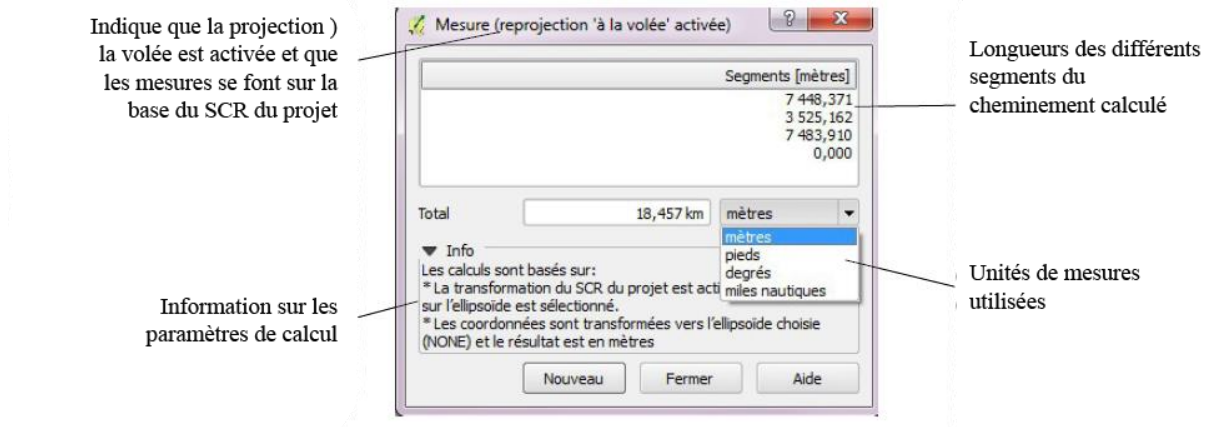 Indique que la projection )
la volée est activée et que
les mesures se font sur la
base du SCR du projet
Mesure (reprojection 'à la volée' activée)
?
X
Segments [mètres]
7 448,371
3 525,162
7 483,910
0,000
Longueurs des différents
segments du
cheminement calculé
Total
18,457 km
mètres
mètres
pieds
degrés
miles nautiques
Unités de mesures
utilisées
Info
Les calculs sont basés sur:
* La transformation du SCR du projet est acti
sur l'ellipsoïde est sélectionné.
* Les coordonnées sont transformées vers l'ellipsoïde choisie
(NONE) et le résultat est en mètres
Information sur les
paramètres de calcul
Nouveau
Fermer
Aide